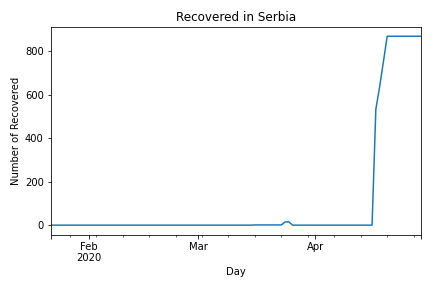 Recovered in Serbia
Number of Recovered
800
600
400
200
0
Feb
2020
Mar
Apr
Day